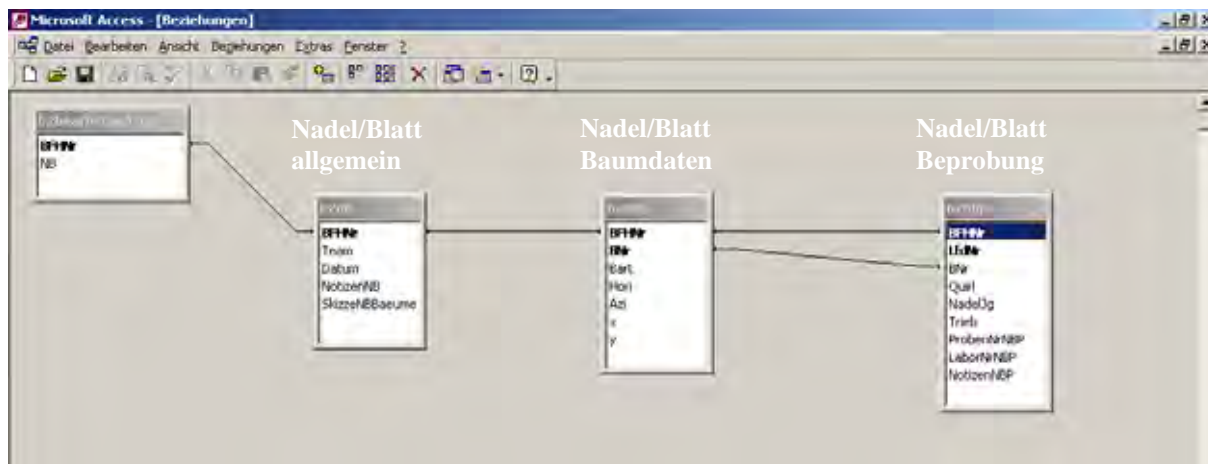 Microsoft Access - [Beziehungen]
Datei Bearbeiten Ansicht Beziehungen Extras Fenster ?
Nadel/Blatt
allgemein
Nadel/Blatt
Baumdaten
Nadel/Blatt
Beprobung
BFHNr
NB
BFHNr
Team
Datum
NotizenNB
SkizzeNBBaeume
BFHNr
BNr
Bart
Hori
Azi
x
y
BFHNr
LfdNr
BNr
Quirl
NadelJg
Trieb
ProbenNrNBP
LaborNrNBP
NotizenNBP